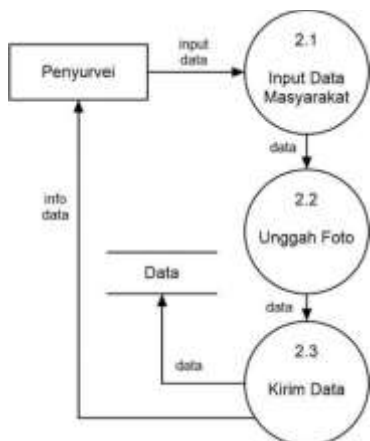 Penyurvei
input
data
2.1
Input Data
Masyarakat
data
2.2
Unggah Foto
info
data
Data
data
2.3
Kirim Data
data